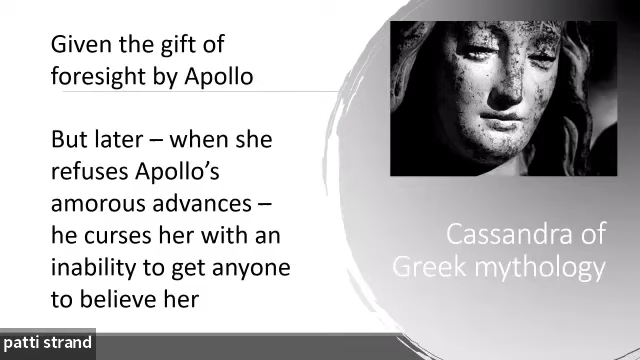 Given the gift of
foresight by Apollo
But later – when she
refuses Apollo’s
amorous advances –
he curses her with an
inability to get anyone
to believe her
Cassandra of
Greek mythology
patti strand